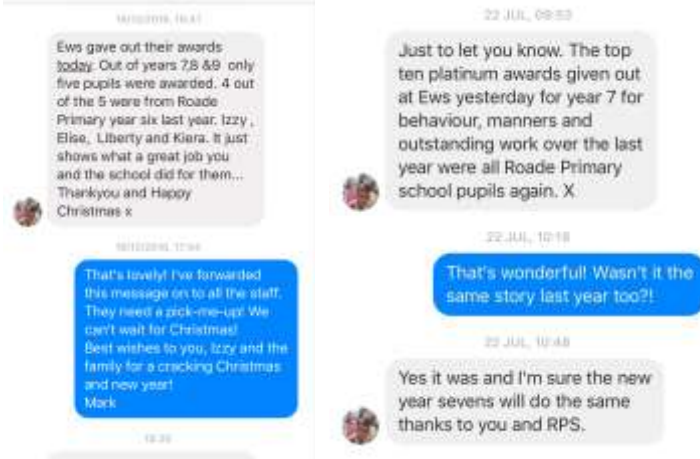 Ews gave out their awards
today. Out of years 7,8 &9 only
five pupils were awarded. 4 out
of the 5 were from Roade
Primary year six last year. Izzy ,
Elise, Liberty and Kiera. It just
shows what a great job you
and the school did for them...
Thankyou and Happy
Christmas x
That's lovely! I've forwarded
this message on to all the staff.
They need a pick-me-up! We
can't wait for Christmas!
Best wishes to you, Izzy and the
family for a cracking Christmas
and new year!
Mark
22 JUL, 09:53
Just to let you know. The top
ten platinum awards given out
at Ews yesterday for year 7 for
behaviour, manners and
outstanding work over the last
year were all Roade Primary
school pupils again. X
22 JUL, 10:18
That's wonderful! Wasn't it the
same story last year too?!
22 JUL, 10:48
Yes it was and I'm sure the new
year sevens will do the same
thanks to you and RPS.